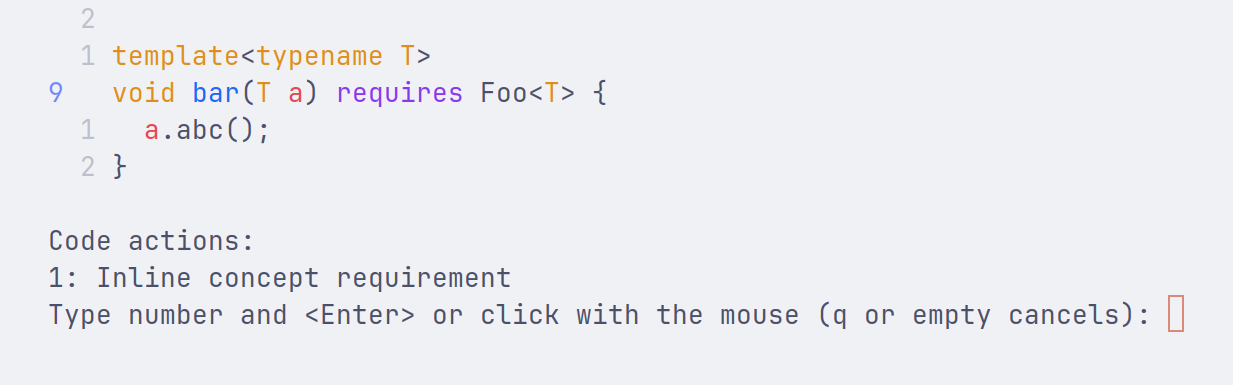 2
1 template<typename T>
9 void bar(T a) requires Foo<T> {
1   a.abc();
2 }
Code actions:
1: Inline concept requirement
Type number and <Enter> or click with the mouse (q or empty cancels):